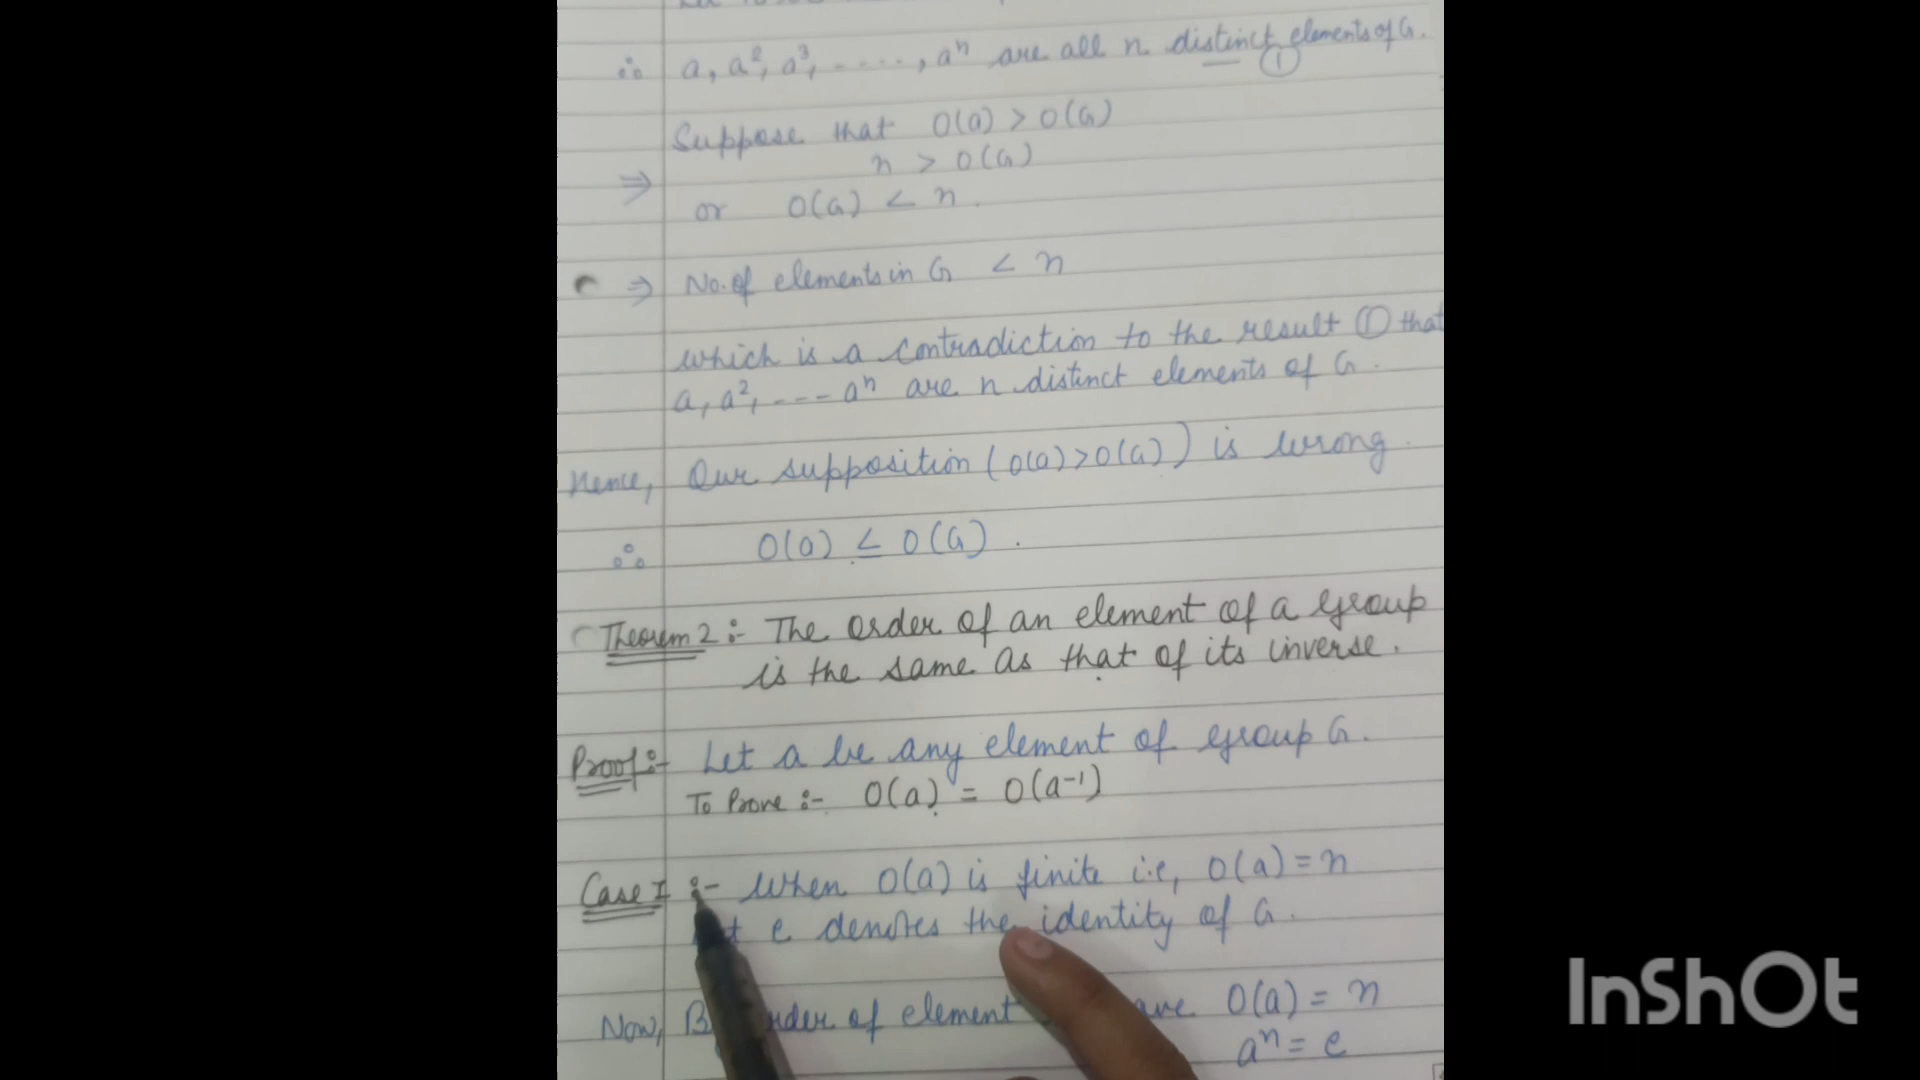 ∴ a, a², a³, ....., aⁿ are all n distinct elements of G.
①
Suppose that O(a) > O(G)
⇒ n > O(G)
or O(G) < n.
⇒ No. of elements in G < n
which is a contradiction to the result ① that
a, a², --- aⁿ are n distinct elements of G.
Hence, Our supposition (O(a) > O(G)) is wrong.
∴ O(a) ≤ O(G).
Theorem 2 :- The order of an element of a group
is the same as that of its inverse.
Proof :- Let a be any element of group G.
To Prove :- O(a) = O(a⁻¹)
Case I :- When O(a) is finite i.e, O(a) = n
e denotes the identity of G.
Now, of element O(a) = n
aⁿ = e
InShOt